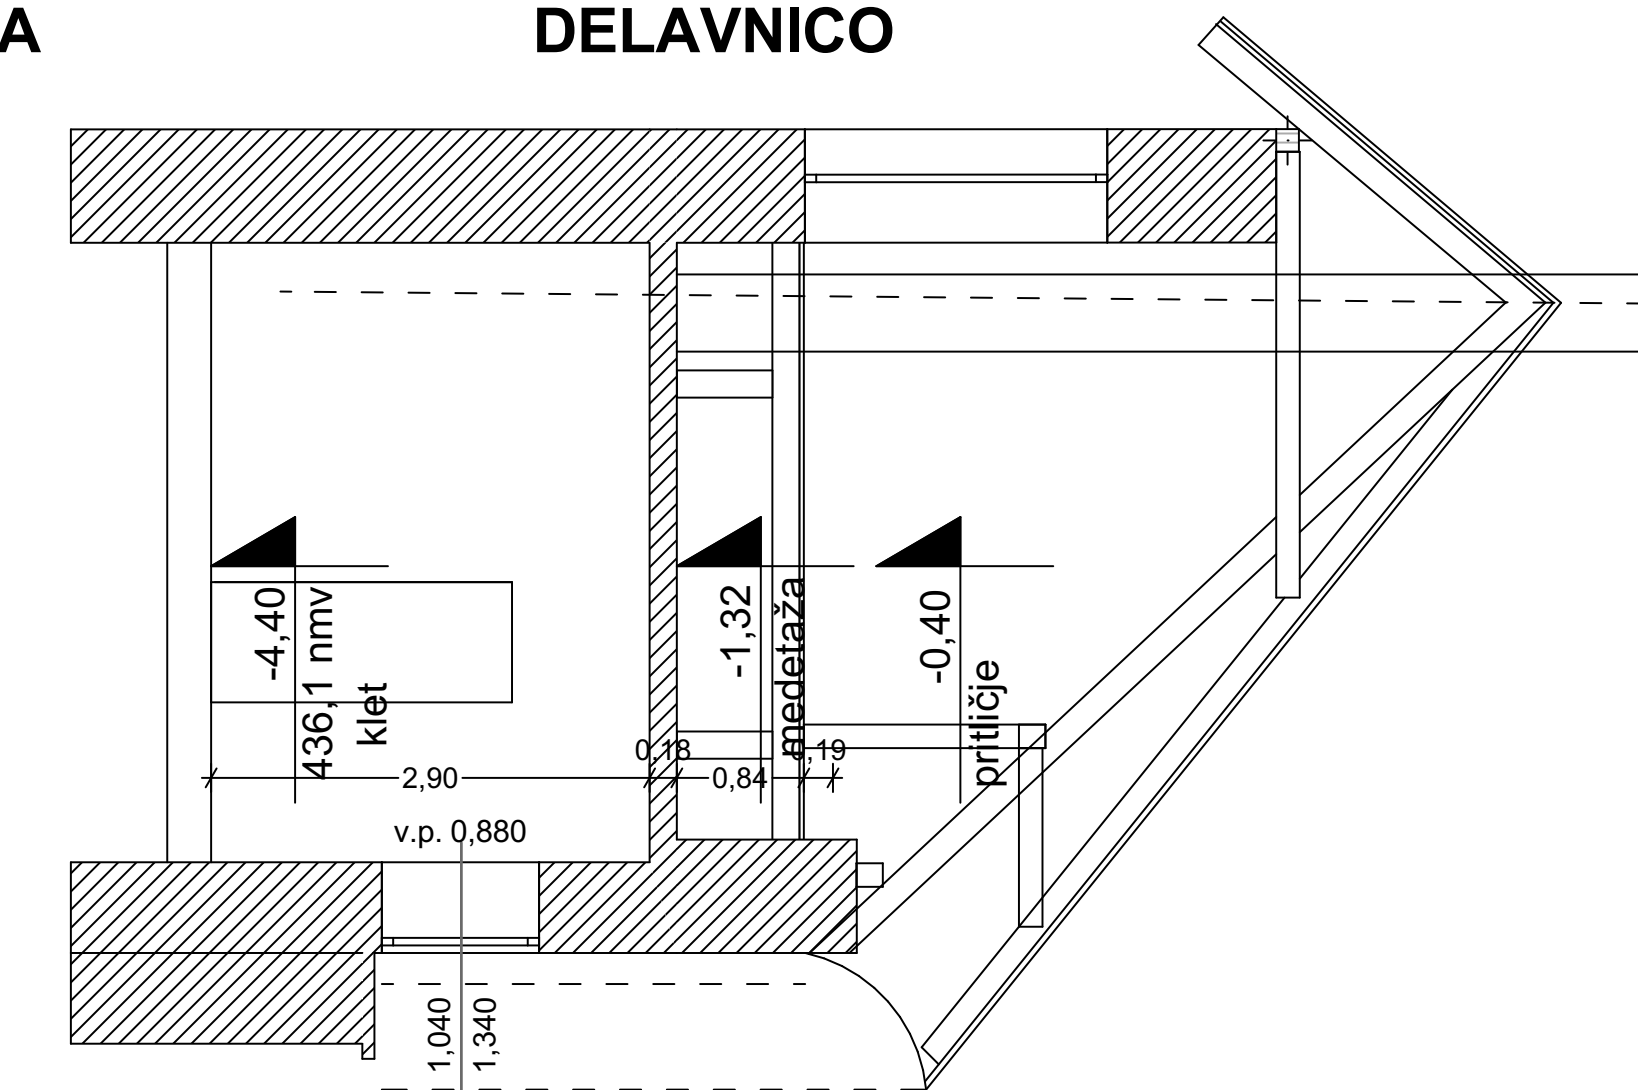 A
DELAVNICO
-4,40
436,1 nmv
klet
-1,32
medetaža
-0,40
pritličje
0,18
0,19
2,90
0,84
v.p. 0,880
1,040
1,340